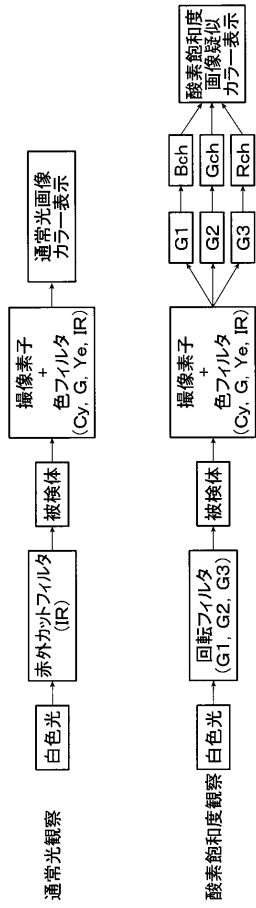 通常光観察
白色光
赤外カットフィルタ
(IR)
被検体
撮像素子
+
色フィルタ
(Cy, G, Ye, IR)
通常光画像
カラー表示
酸素飽和度観察
白色光
回転フィルタ
(G1, G2, G3)
被検体
撮像素子
+
色フィルタ
(Cy, G, Ye, IR)
G1
G2
G3
Bch
Gch
Rch
酸素飽和度
画像疑似
カラー表示